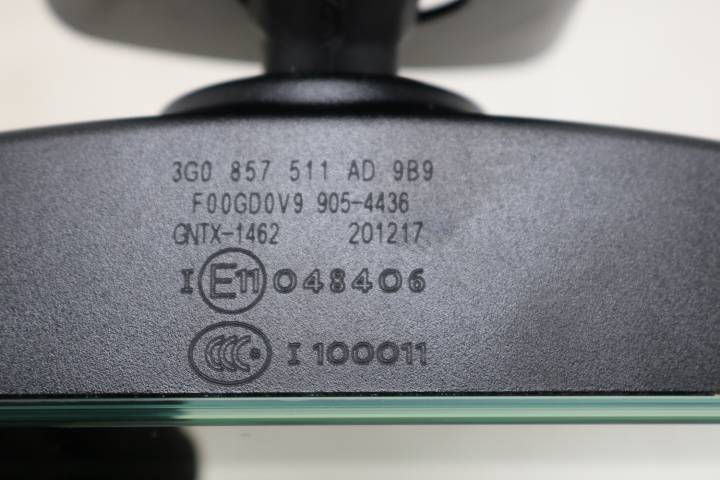 3G0 857 511 AD 9B9
F00GD0V9 905-4436
GNTX-1462 201217
I E11 048406
CCC I 100011